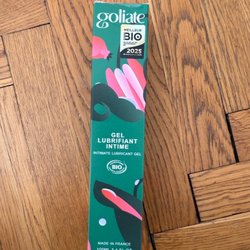 goliate
MEILLEUR
BIO
2025
GEL
LUBRIFIANT
INTIME
INTIMATE LUBRICANT GEL
BIO
MADE IN FRANCE